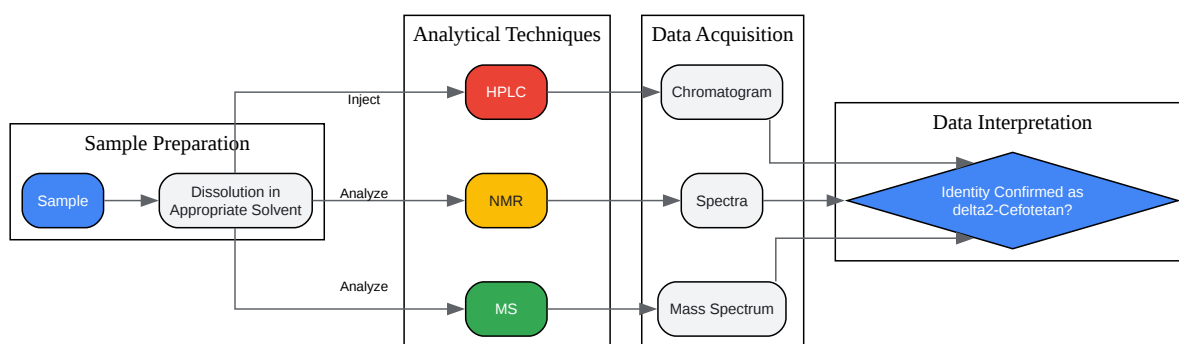 Analytical Techniques
Data Acquisition
HPLC
Chromatogram
Inject
Data Interpretation
Sample Preparation
Sample
Dissolution in
Appropriate Solvent
Analyze
NMR
Spectra
Identity Confirmed as
delta2-Cefotetan?
Analyze
MS
Mass Spectrum